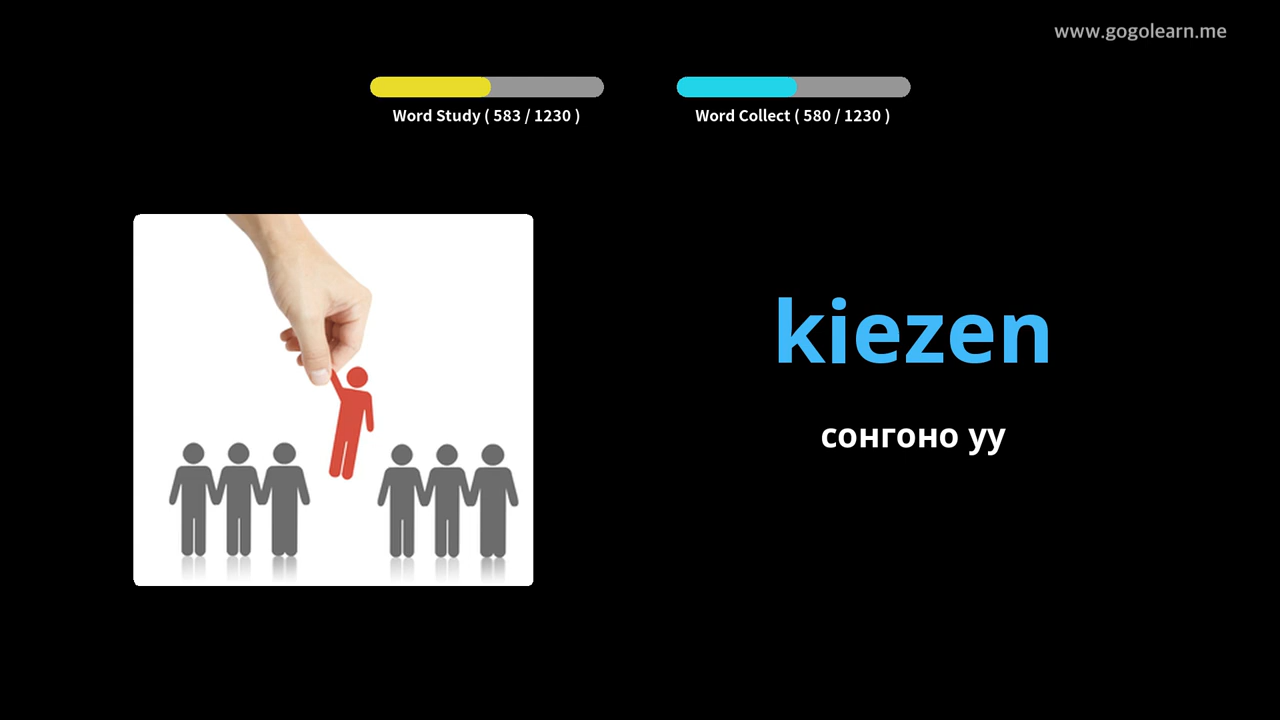 www.gogolearn.me
Word Study ( 583 / 1230 )
Word Collect ( 580 / 1230 )
kiezen
сонгоно уу